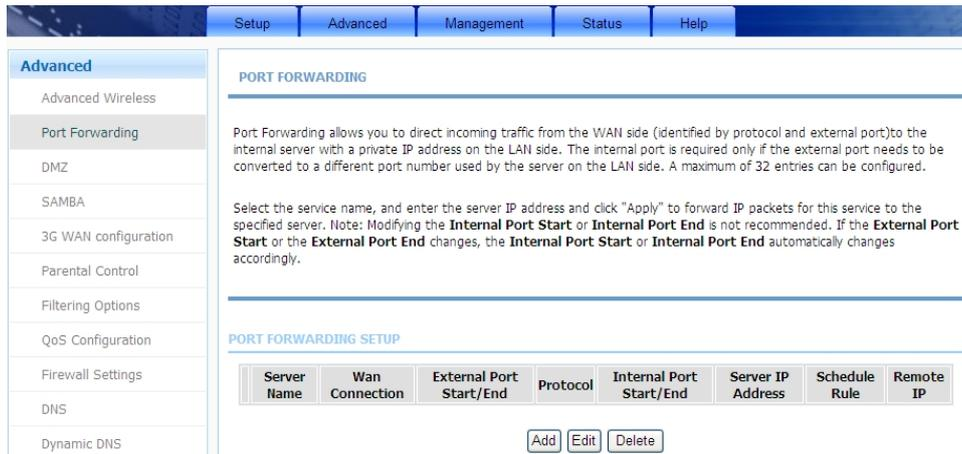 Setup Advanced Management Status Help
Advanced
Advanced Wireless
Port Forwarding
DMZ
SAMBA
3G WAN configuration
Parental Control
Filtering Options
QoS Configuration
Firewall Settings
DNS
Dynamic DNS
PORT FORWARDING
Port Forwarding allows you to direct incoming traffic from the WAN side (identified by protocol and external port)to the
internal server with a private IP address on the LAN side. The internal port is required only if the external port needs to be
converted to a different port number used by the server on the LAN side. A maximum of 32 entries can be configured.
Select the service name, and enter the server IP address and click "Apply" to forward IP packets for this service to the
specified server. Note: Modifying the Internal Port Start or Internal Port End is not recommended. If the External Port
Start or the External Port End changes, the Internal Port Start or Internal Port End automatically changes
accordingly.
PORT FORWARDING SETUP
Server Name Wan Connection External Port Start/End Protocol Internal Port Start/End Server IP Address Schedule Rule Remote IP
Add Edit Delete